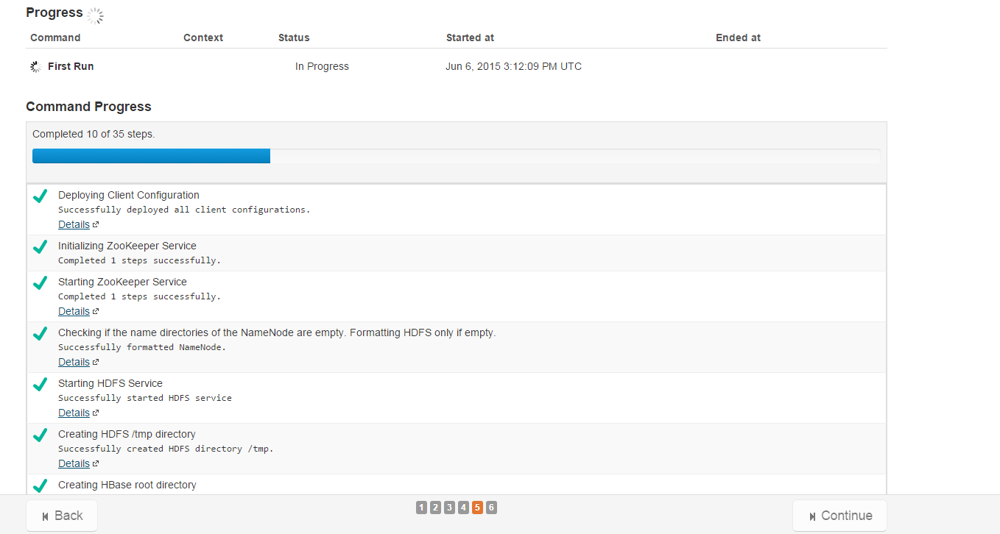 Progress
Command Context Status Started at Ended at
First Run In Progress Jun 6, 2015 3:12:09 PM UTC
Command Progress
Completed 10 of 35 steps.
Deploying Client Configuration
Successfully deployed all client configurations.
Details
Initializing ZooKeeper Service
Completed 1 steps successfully.
Starting ZooKeeper Service
Completed 1 steps successfully.
Details
Checking if the name directories of the NameNode are empty. Formatting HDFS only if empty.
Successfully formatted NameNode.
Details
Starting HDFS Service
Successfully started HDFS service
Details
Creating HDFS /tmp directory
Successfully created HDFS directory /tmp.
Details
Creating HBase root directory
Back 1 2 3 4 5 6 Continue